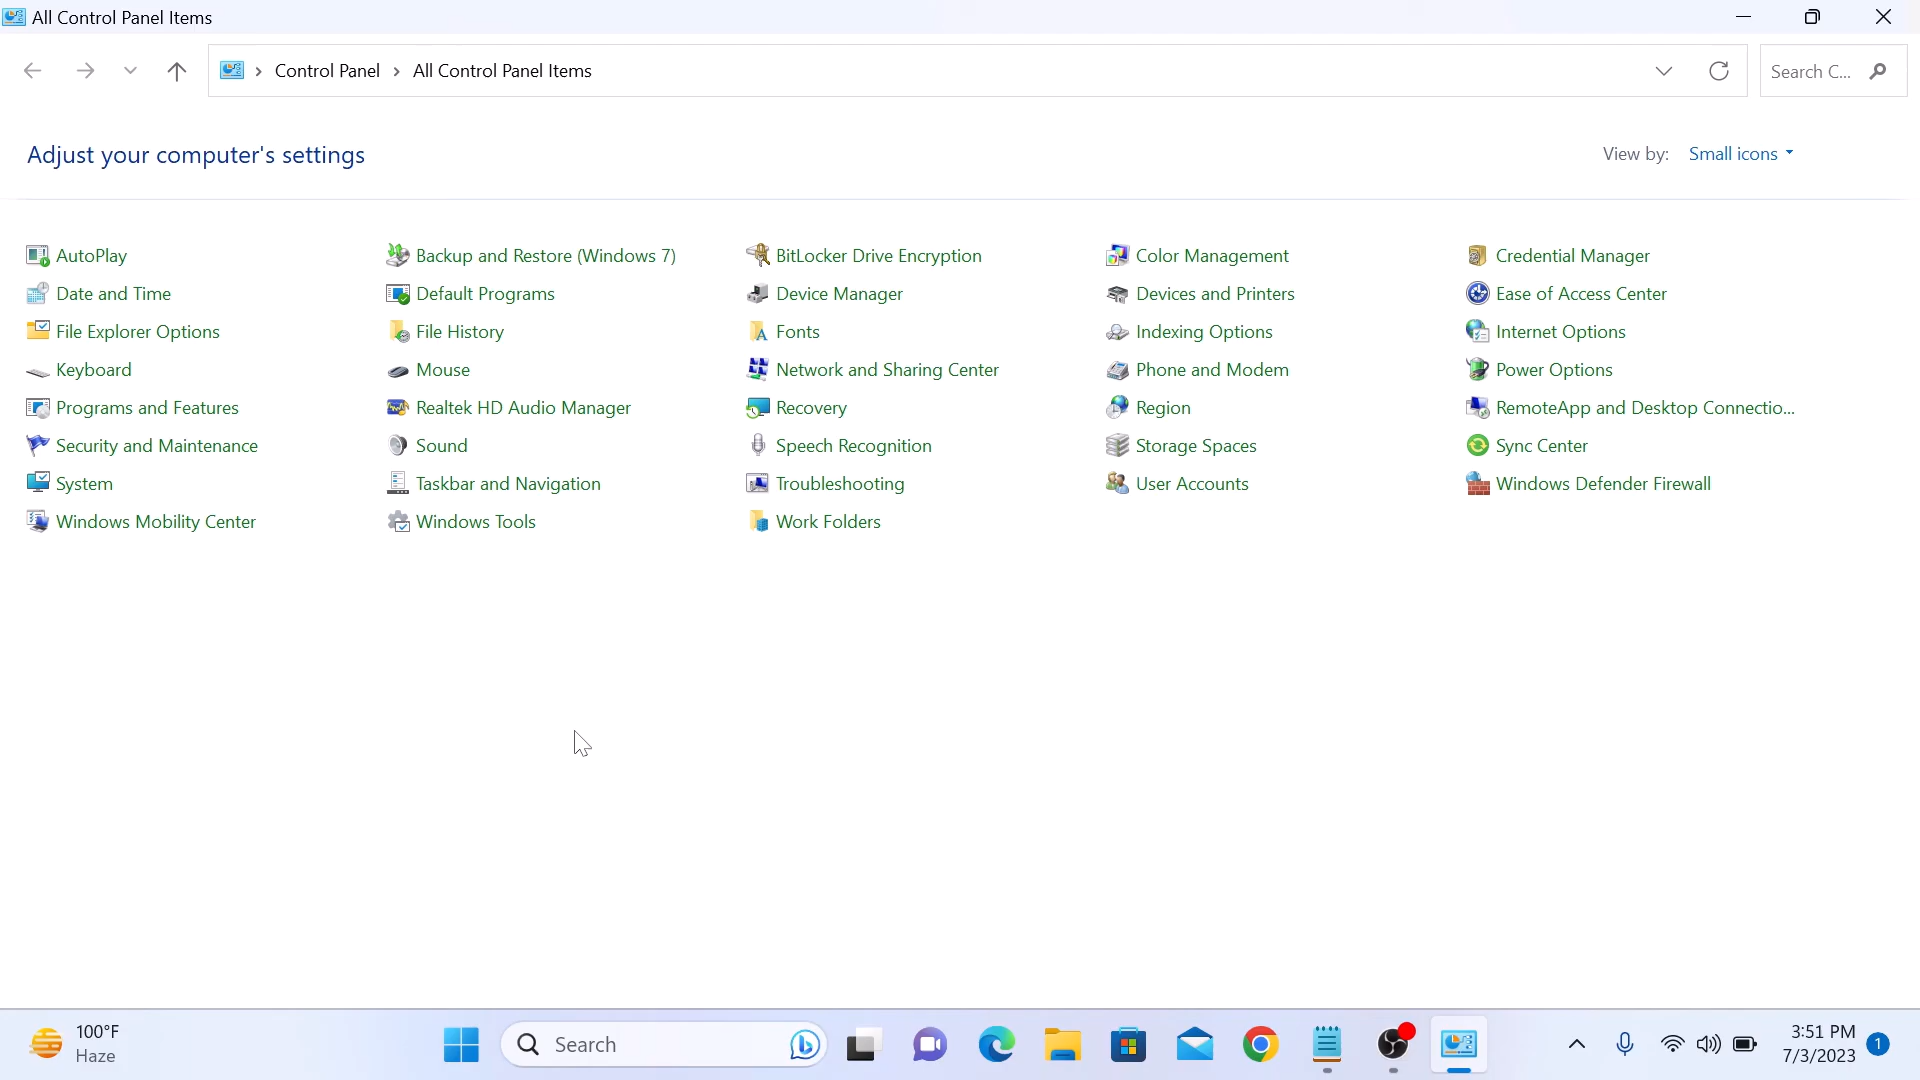 All Control Panel Items
Control Panel > All Control Panel Items
Search C...
Adjust your computer's settings
View by: Small icons
AutoPlay Backup and Restore (Windows 7) BitLocker Drive Encryption Color Management Credential Manager
Date and Time Default Programs Device Manager Devices and Printers Ease of Access Center
File Explorer Options File History Fonts Indexing Options Internet Options
Keyboard Mouse Network and Sharing Center Phone and Modem Power Options
Programs and Features Realtek HD Audio Manager Recovery Region RemoteApp and Desktop Connectio...
Security and Maintenance Sound Speech Recognition Storage Spaces Sync Center
System Taskbar and Navigation Troubleshooting User Accounts Windows Defender Firewall
Windows Mobility Center Windows Tools Work Folders
100°F
Haze
Search
3:51 PM
7/3/2023
1